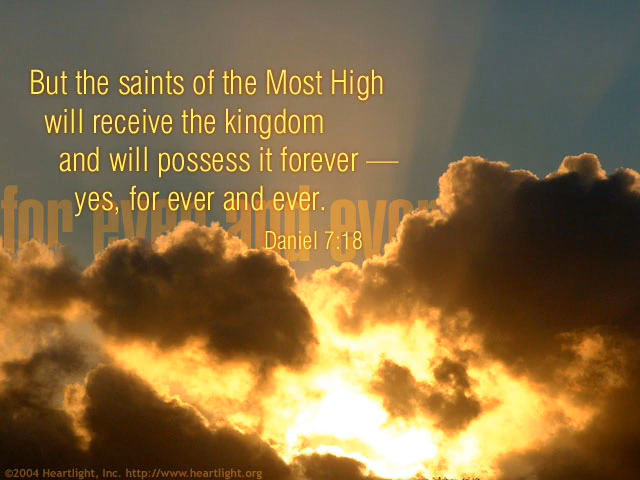 But the saints of the Most High
will receive the kingdom
and will possess it forever —
yes, for ever and ever.
for ever and ever
Daniel 7:18
©2004 Heartlight, Inc. http://www.heartlight.org